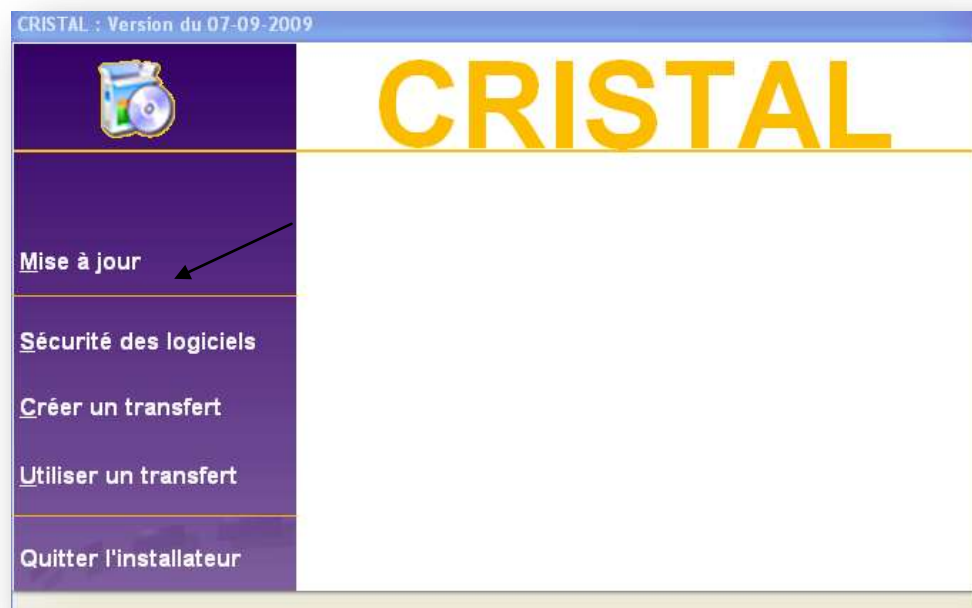 CRISTAL : Version du 07-09-2009
CRISTAL
Mise à jour
Sécurité des logiciels
Créer un transfert
Utiliser un transfert
Quitter l'installateur